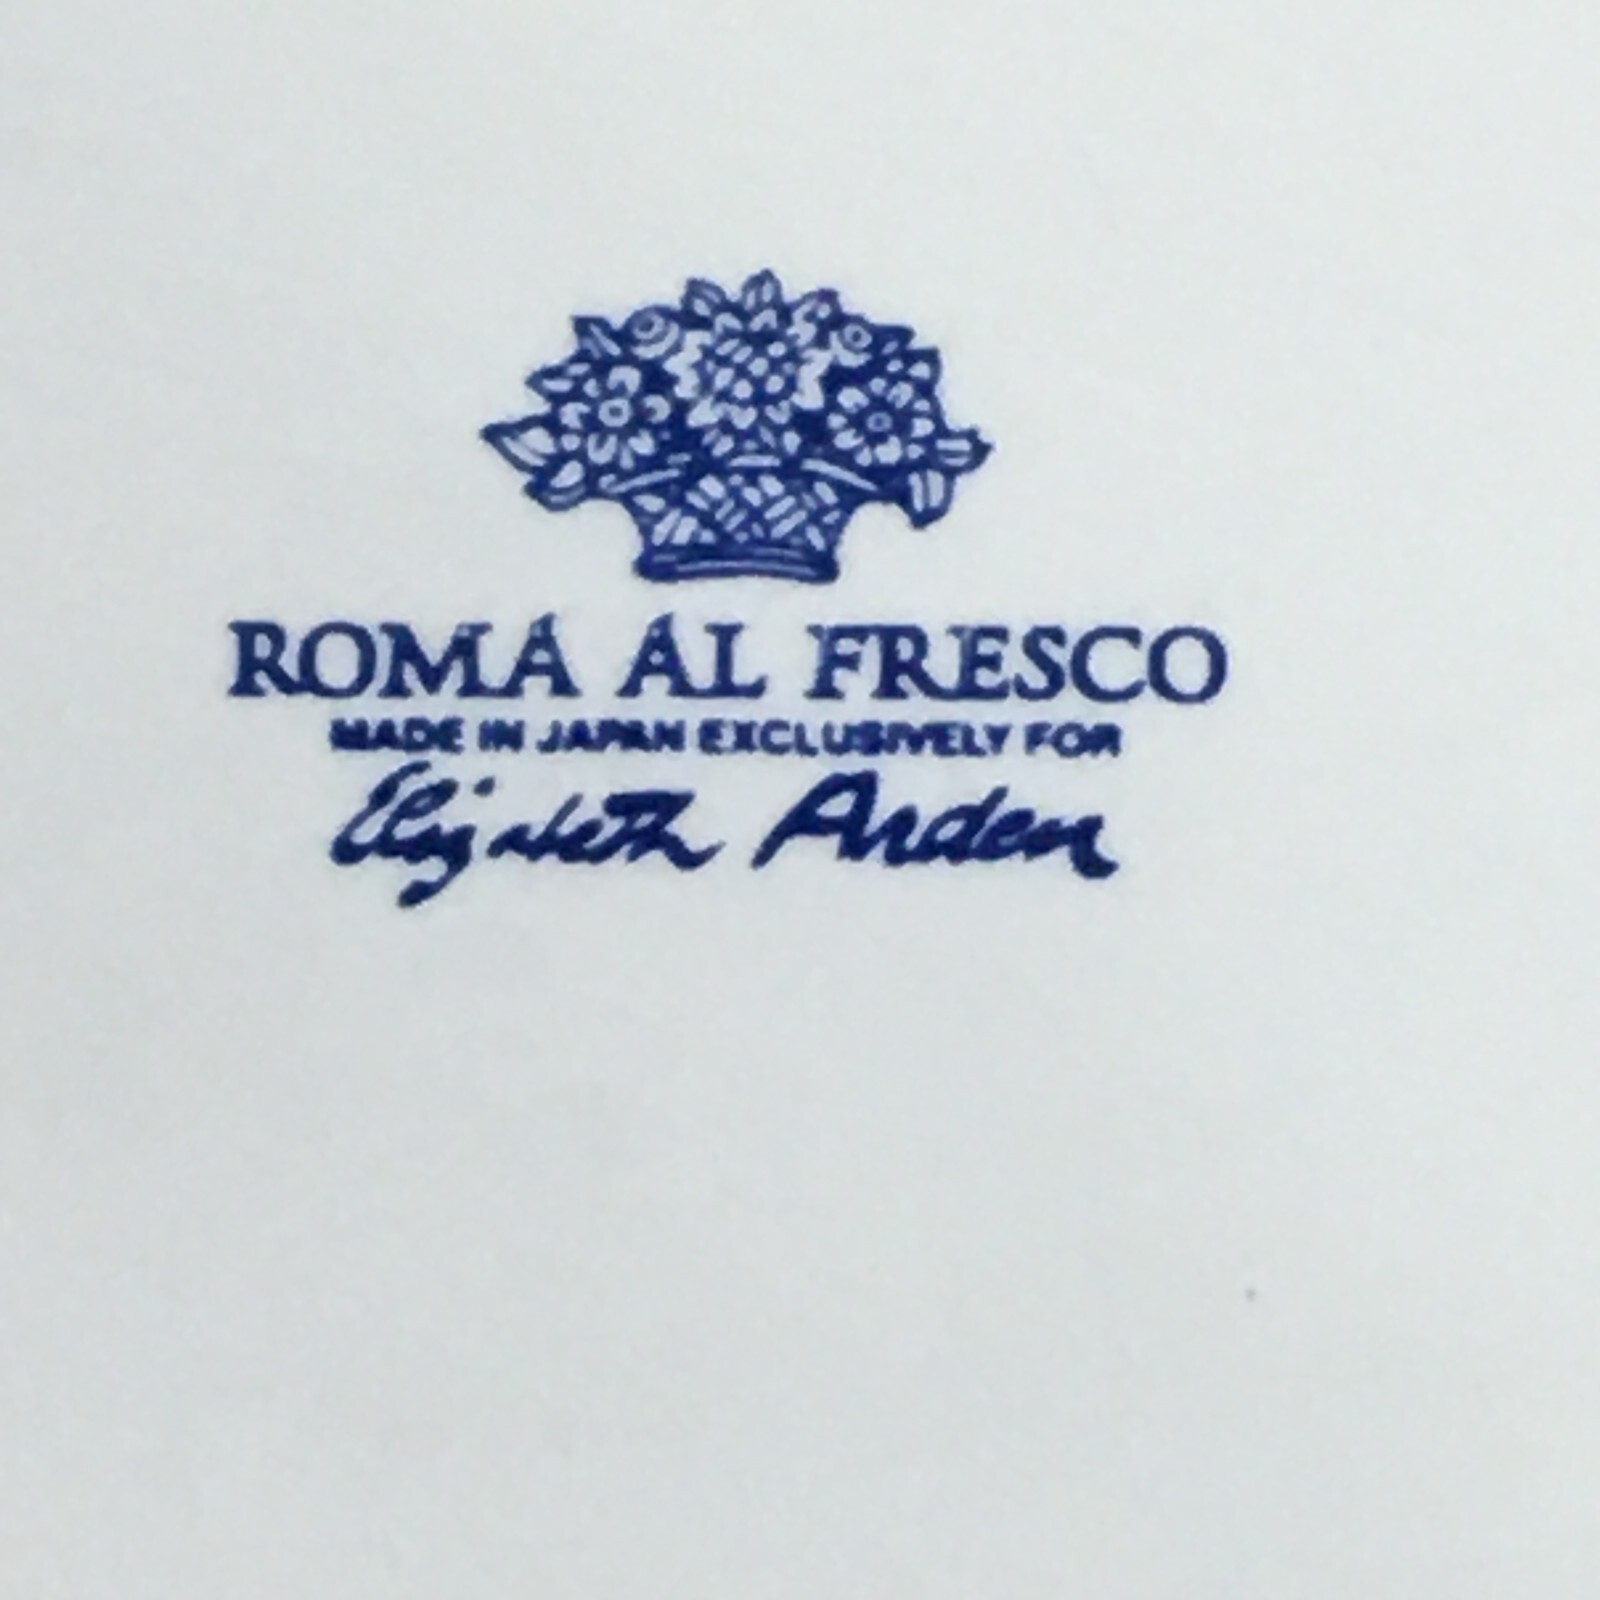 ROMA AL FRESCO
MADE IN JAPAN EXCLUSIVELY FOR
Elizabeth Arden